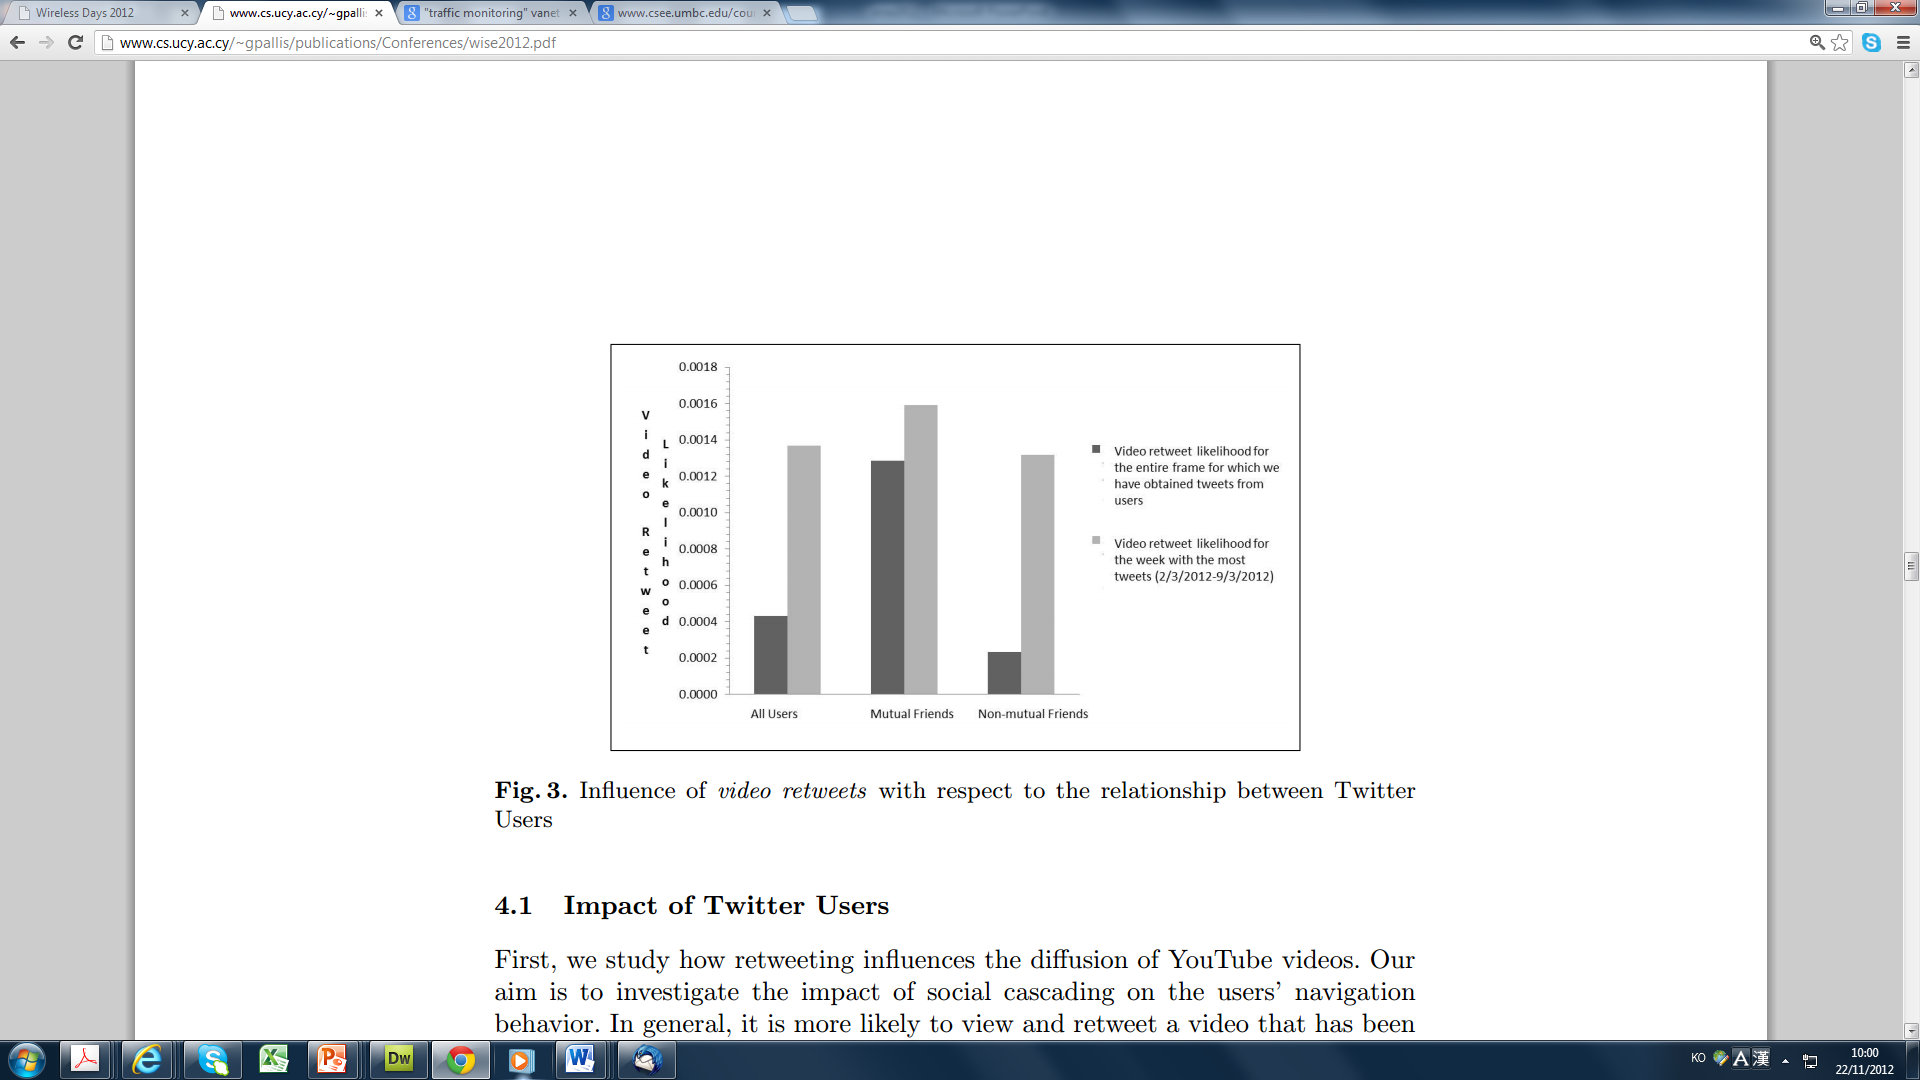 Wireless Days 2012
www.cs.ucy.ac.cy/~gpalli
"traffic monitoring" vanet
www.csee.umbc.edu/cou
www.cs.ucy.ac.cy/~gpallis/publications/Conferences/wise2012.pdf
0.0018
0.0016
0.0014
0.0012
0.0010
0.0008
0.0006
0.0004
0.0002
0.0000
Video Retweet
Likelihood
All Users
Mutual Friends
Non-mutual Friends
Video retweet likelihood for
the entire frame for which we
have obtained tweets from
users
Video retweet likelihood for
the week with the most
tweets (2/3/2012-9/3/2012)
Fig. 3. Influence of video retweets with respect to the relationship between Twitter
Users
4.1 Impact of Twitter Users
First, we study how retweeting influences the diffusion of YouTube videos. Our
aim is to investigate the impact of social cascading on the users' navigation
behavior. In general, it is more likely to view and retweet a video that has been
Dw
KO
A漢
10:00
22/11/2012